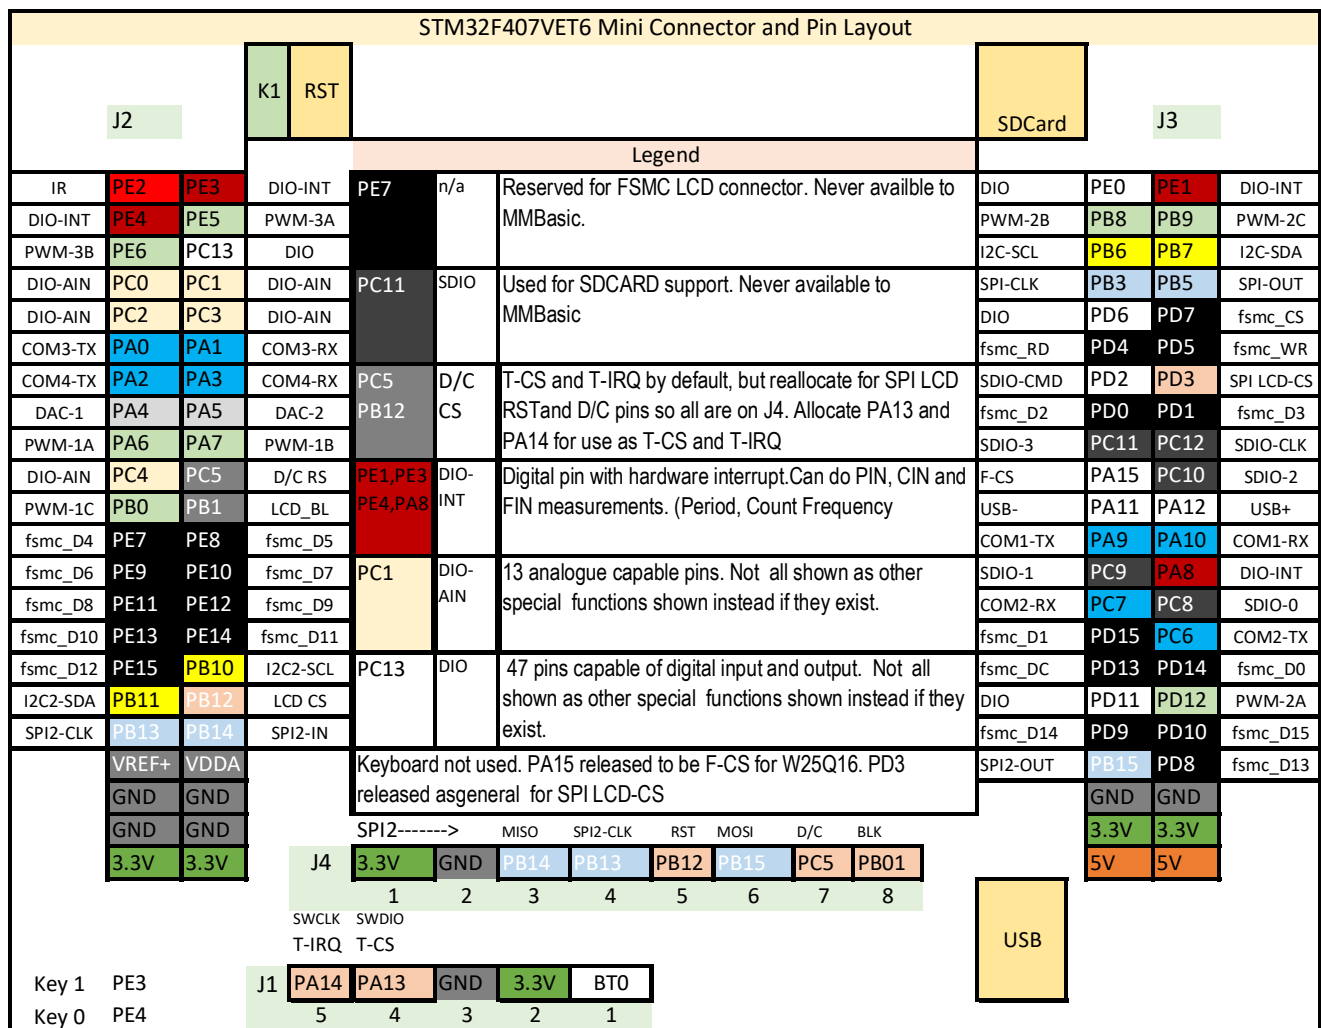 STM32F407VET6 Mini Connector and Pin Layout
K1 RST
J2 SDCard J3
Legend
IR PE2 PE3 DIO-INT
DIO-INT PE4 PE5 PWM-3A
PWM-3B PE6 PC13 DIO
DIO-AIN PC0 PC1 DIO-AIN
DIO-AIN PC2 PC3 DIO-AIN
COM3-TX PA0 PA1 COM3-RX
COM4-TX PA2 PA3 COM4-RX
DAC-1 PA4 PA5 DAC-2
PWM-1A PA6 PA7 PWM-1B
DIO-AIN PC4 PC5 D/C RS
PWM-1C PB0 PB1 LCD_BL
fsmc_D4 PE7 PE8 fsmc_D5
fsmc_D6 PE9 PE10 fsmc_D7
fsmc_D8 PE11 PE12 fsmc_D9
fsmc_D10 PE13 PE14 fsmc_D11
fsmc_D12 PE15 PB10 I2C2-SCL
I2C2-SDA PB11 PB12 LCD CS
SPI2-CLK PB13 PB14 SPI2-IN
VREF+ VDDA
GND GND
GND GND
3.3V 3.3V
PE7 n/a Reserved for FSMC LCD connector. Never availble to
MMBasic.
PC11 SDIO Used for SDCARD support. Never available to
MMBasic
PC5 D/C T-CS and T-IRQ by default, but reallocate for SPI LCD
PB12 CS RSTand D/C pins so all are on J4. Allocate PA13 and
PA14 for use as T-CS and T-IRQ
PE1,PE3 DIO- Digital pin with hardware interrupt.Can do PIN, CIN and
PE4,PA8 INT FIN measurements. (Period, Count Frequency
PC1 DIO- 13 analogue capable pins. Not all shown as other
AIN special functions shown instead if they exist.
PC13 DIO 47 pins capable of digital input and output. Not all
shown as other special functions shown instead if they
exist.
Keyboard not used. PA15 released to be F-CS for W25Q16. PD3
released asgeneral for SPI LCD-CS
DIO PE0 PE1 DIO-INT
PWM-2B PB8 PB9 PWM-2C
I2C-SCL PB6 PB7 I2C-SDA
SPI-CLK PB3 PB5 SPI-OUT
DIO PD6 PD7 fsmc_CS
fsmc_RD PD4 PD5 fsmc_WR
SDIO-CMD PD2 PD3 SPI LCD-CS
fsmc_D2 PD0 PD1 fsmc_D3
SDIO-3 PC11 PC12 SDIO-CLK
F-CS PA15 PC10 SDIO-2
USB- PA11 PA12 USB+
COM1-TX PA9 PA10 COM1-RX
SDIO-1 PC9 PA8 DIO-INT
COM2-RX PC7 PC8 SDIO-0
fsmc_D1 PD15 PC6 COM2-TX
fsmc_DC PD13 PD14 fsmc_D0
DIO PD11 PD12 PWM-2A
fsmc_D14 PD9 PD10 fsmc_D15
SPI2-OUT PB15 PD8 fsmc_D13
GND GND
3.3V 3.3V
5V 5V
SPI2-------> MISO SPI2-CLK RST MOSI D/C BLK
J4 3.3V GND PB14 PB13 PB12 PB15 PC5 PB01
1 2 3 4 5 6 7 8
SWCLK SWDIO
T-IRQ T-CS
USB
Key 1 PE3 J1 PA14 PA13 GND 3.3V BT0
Key 0 PE4 5 4 3 2 1